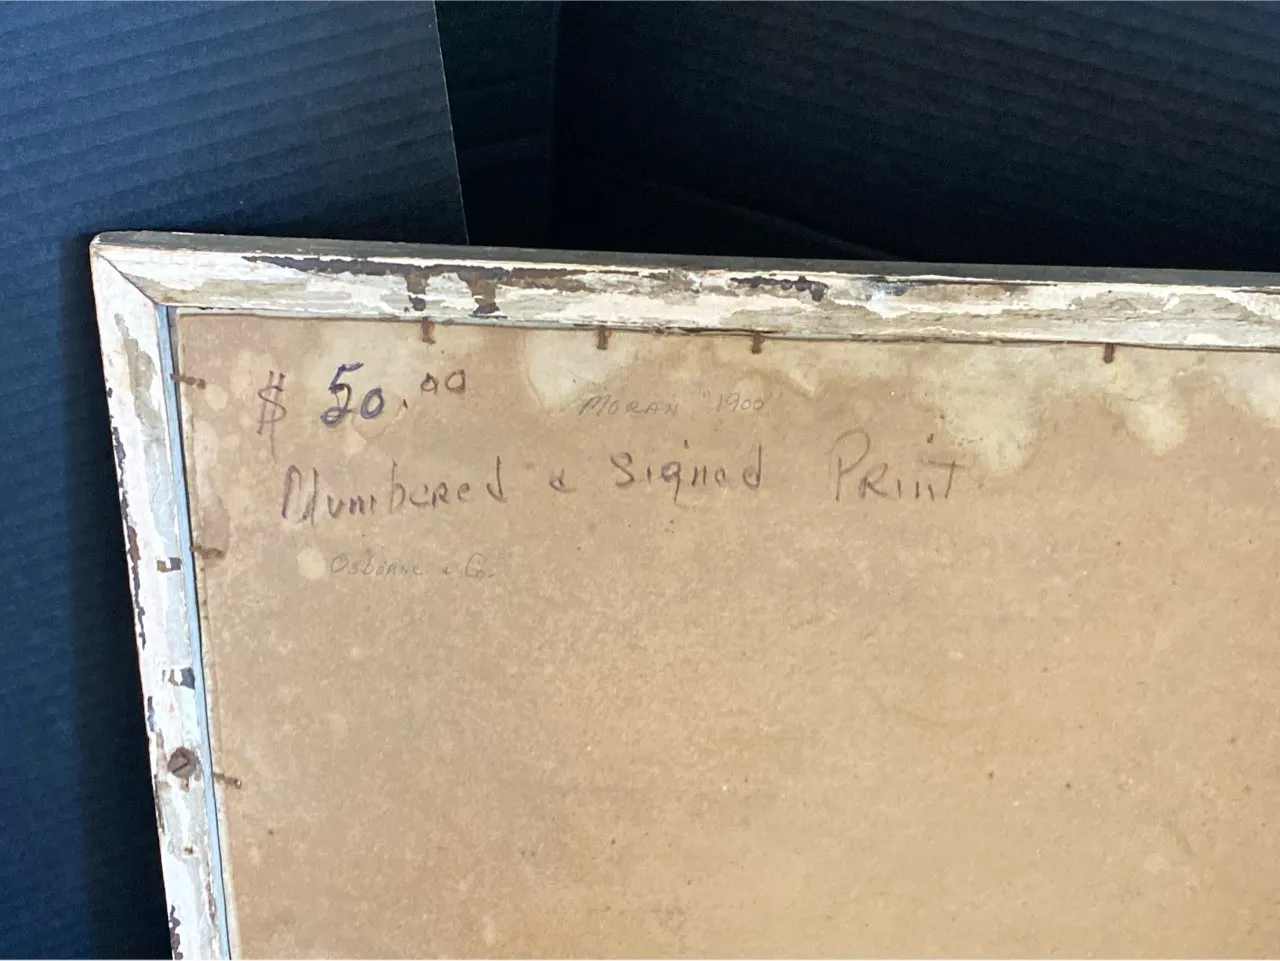 $ 50.00
MORAN "1900"
Numbered & Signed PRINT
OSBORNE & Co.